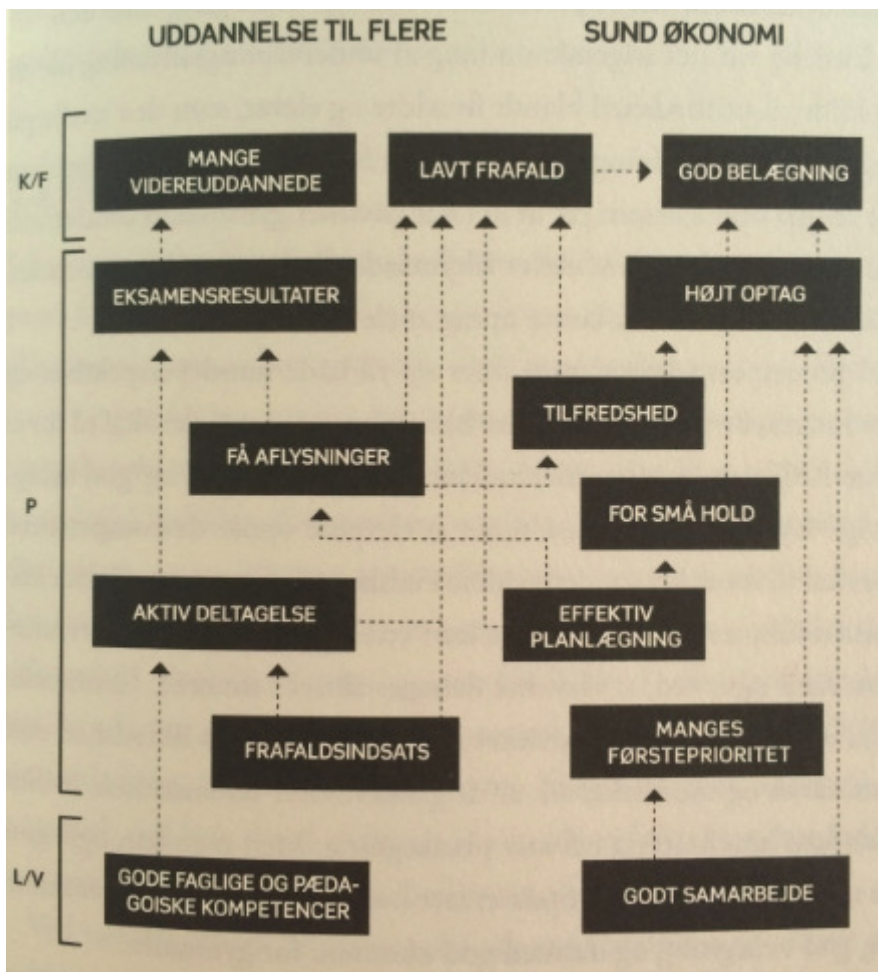 UDDANNELSE TIL FLERE
SUND ØKONOMI
K/F
MANGE
VIDEREUDDANNEDE
LAVT FRAFALD
GOD BELÆGNING
EKSAMENSRESULTATER
HØJT OPTAG
TILFREDSHED
FÅ AFLYSNINGER
P
FOR SMÅ HOLD
AKTIV DELTAGELSE
EFFEKTIV
PLANLÆGNING
FRAFALDSINDSATS
MANGES
FØRSTEPRIORITET
L/V
GODE FAGLIGE OG PÆDA-
GOISKE KOMPETENCER
GODT SAMARBEJDE